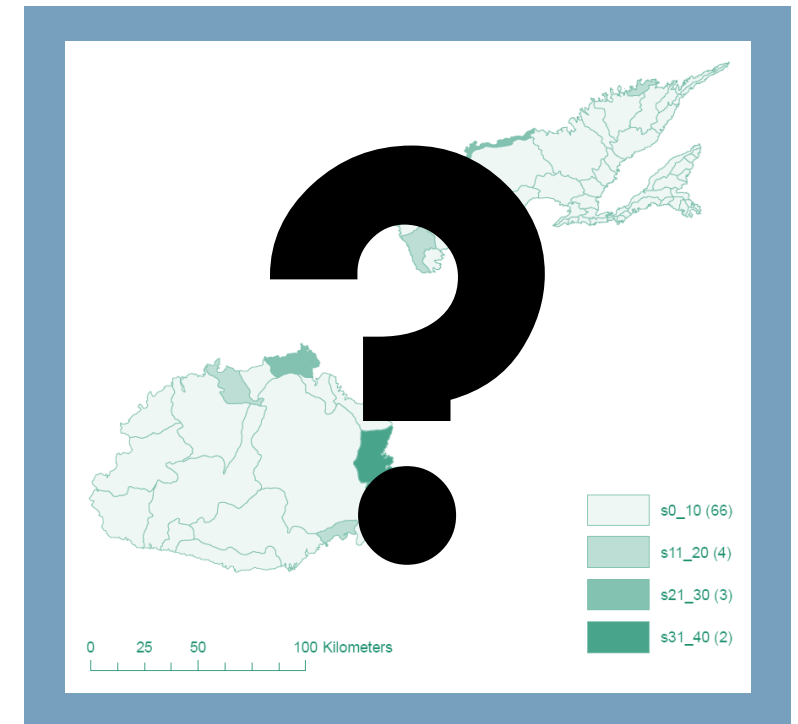 ?
s0_10 (66)
s11_20 (4)
s21_30 (3)
s31_40 (2)
0 25 50 100 Kilometers